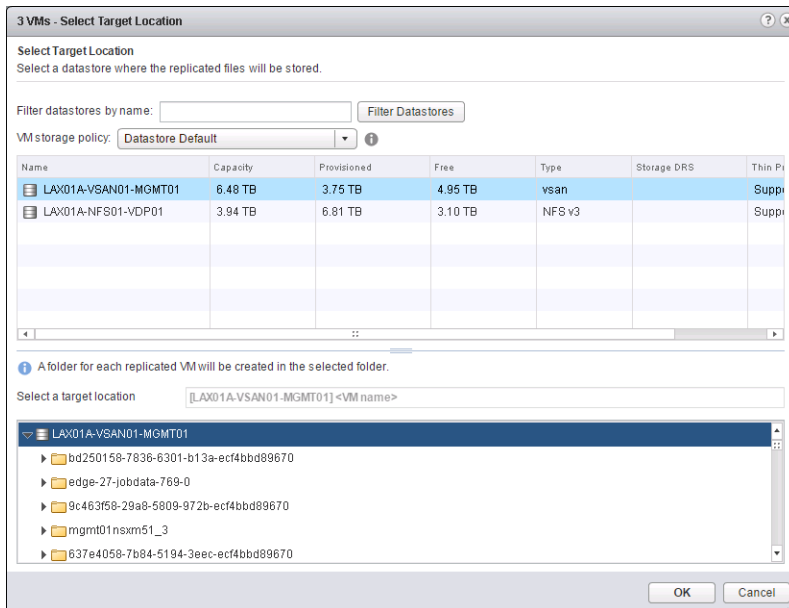 3 VMs - Select Target Location
Select Target Location
Select a datastore where the replicated files will be stored.
Filter datastores by name: Filter Datastores
VM storage policy: Datastore Default
Name Capacity Provisioned Free Type Storage DRS Thin
LAX01A-VSAN01-MGMT01 6.48 TB 3.75 TB 4.95 TB vsan
LAX01A-NFS01-VDP01 3.94 TB 6.81 TB 3.10 TB NFS v3
A folder for each replicated VM will be created in the selected folder.
Select a target location [LAX01A-VSAN01-MGMT01] <VM name>
LAX01A-VSAN01-MGMT01
bd250158-7836-6301-b13a-ecf4bbd89670
edge-27-jobdata-769-0
9c463f58-29a8-5809-972b-ecf4bbd89670
mgmt01nsxm51_3
637e4058-7b84-5194-3eec-ecf4bbd89670
OK Cancel